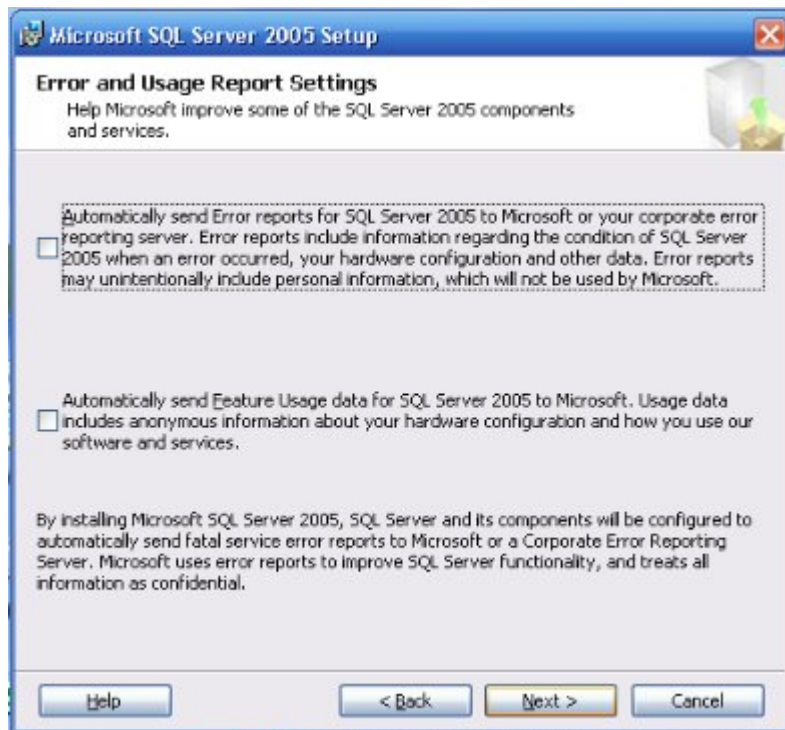 Microsoft SQL Server 2005 Setup
Error and Usage Report Settings
Help Microsoft improve some of the SQL Server 2005 components
and services.
Automatically send Error reports for SQL Server 2005 to Microsoft or your corporate error
reporting server. Error reports include information regarding the condition of SQL Server
2005 when an error occurred, your hardware configuration and other data. Error reports
may unintentionally include personal information, which will not be used by Microsoft.
Automatically send Feature Usage data for SQL Server 2005 to Microsoft. Usage data
includes anonymous information about your hardware configuration and how you use our
software and services.
By installing Microsoft SQL Server 2005, SQL Server and its components will be configured to
automatically send fatal service error reports to Microsoft or a Corporate Error Reporting
Server. Microsoft uses error reports to improve SQL Server functionality, and treats all
information as confidential.
Help < Back Next > Cancel